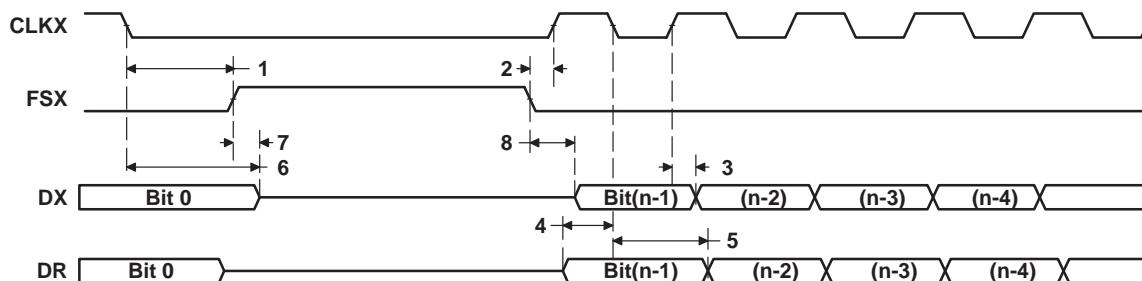 CLKX
1
2
FSX
7
8
6
3
DX
Bit 0
Bit(n-1)
(n-2)
(n-3)
(n-4)
4
5
DR
Bit 0
Bit(n-1)
(n-2)
(n-3)
(n-4)